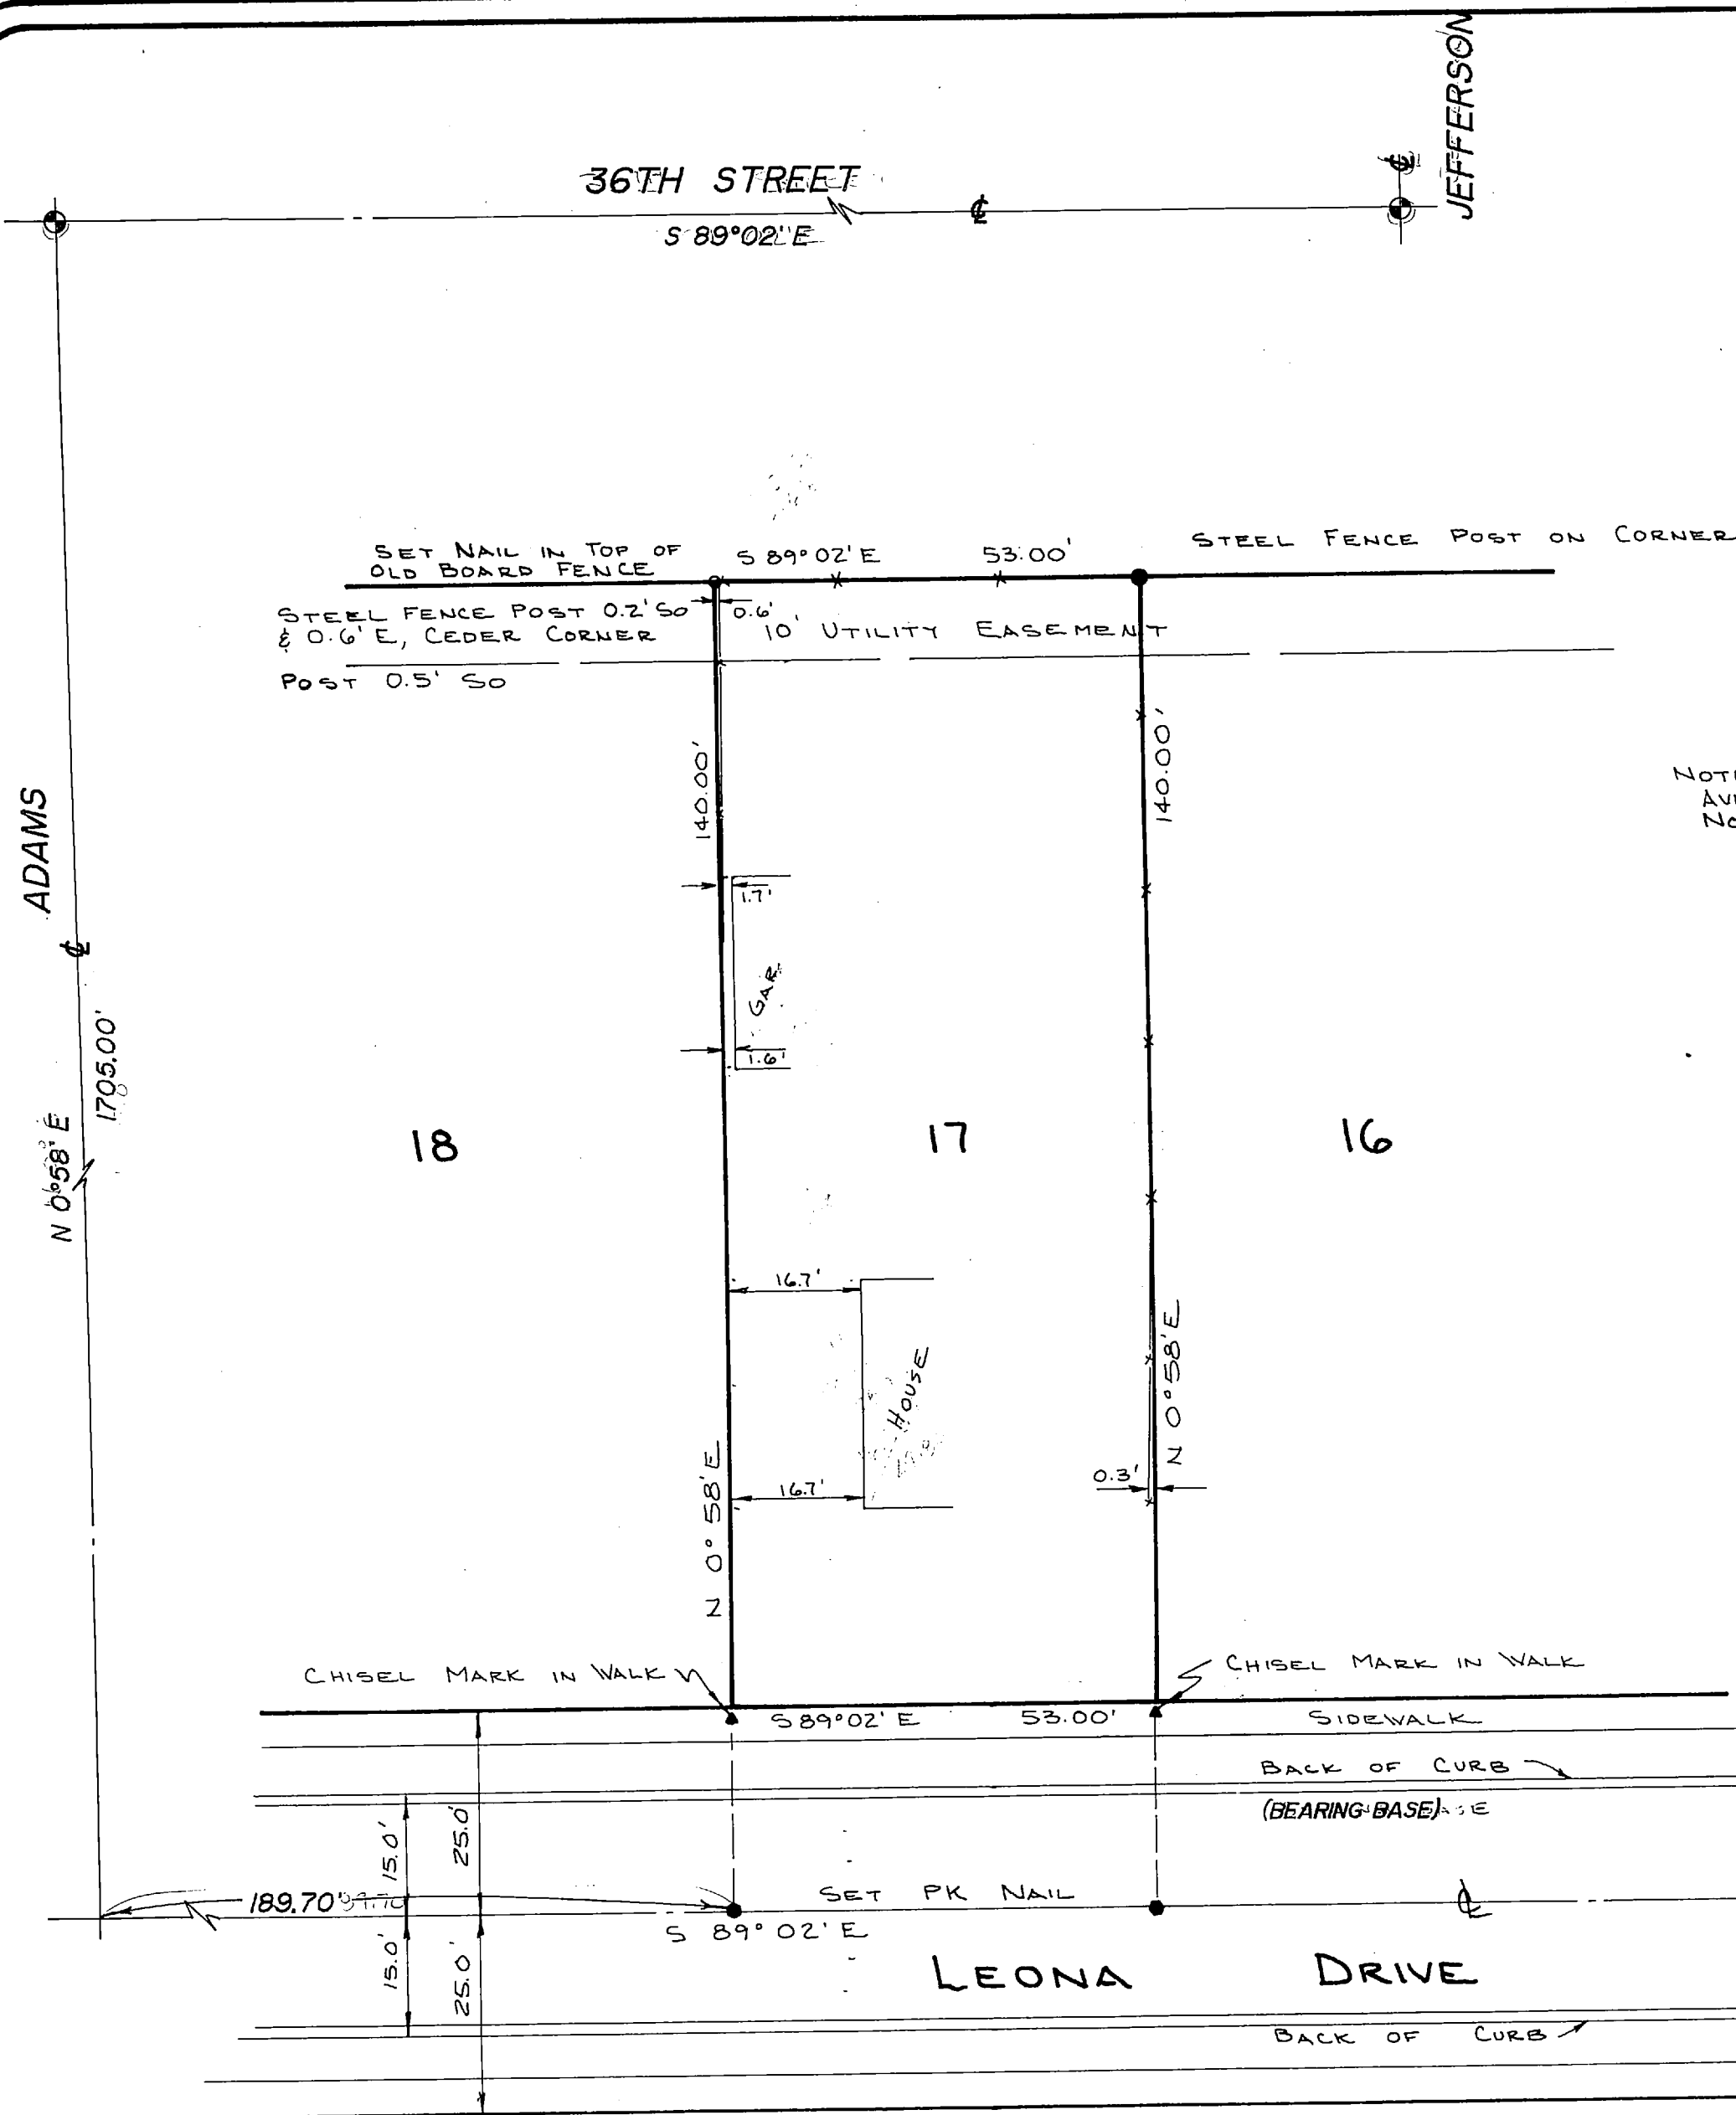 JEFFERSON
36TH STREET
S 89°02' E
SET NAIL IN TOP OF
OLD BOARD FENCE
S 89° 02' E
53.00'
STEEL FENCE POST ON CORNER
STEEL FENCE POST 0.2' SO
& 0.6' E, CEDER CORNER
POST 0.5' SO
0.6'
10' UTILITY EASEMENT
140.00'
140.00'
ADAMS
1.7'
GAR.
1.6'
1705.00'
N 0°58' E
18
17
16
16.7'
HOUSE
16.7'
N 0° 58' E
N 0° 58' E
0.3'
CHISEL MARK IN WALK
CHISEL MARK IN WALK
S 89°02' E
53.00'
SIDEWALK
BACK OF CURB
(BEARING BASE)
15.0'
25.0'
189.70'
SET PK NAIL
S 89° 02' E
15.0'
25.0'
LEONA DRIVE
BACK OF CURB